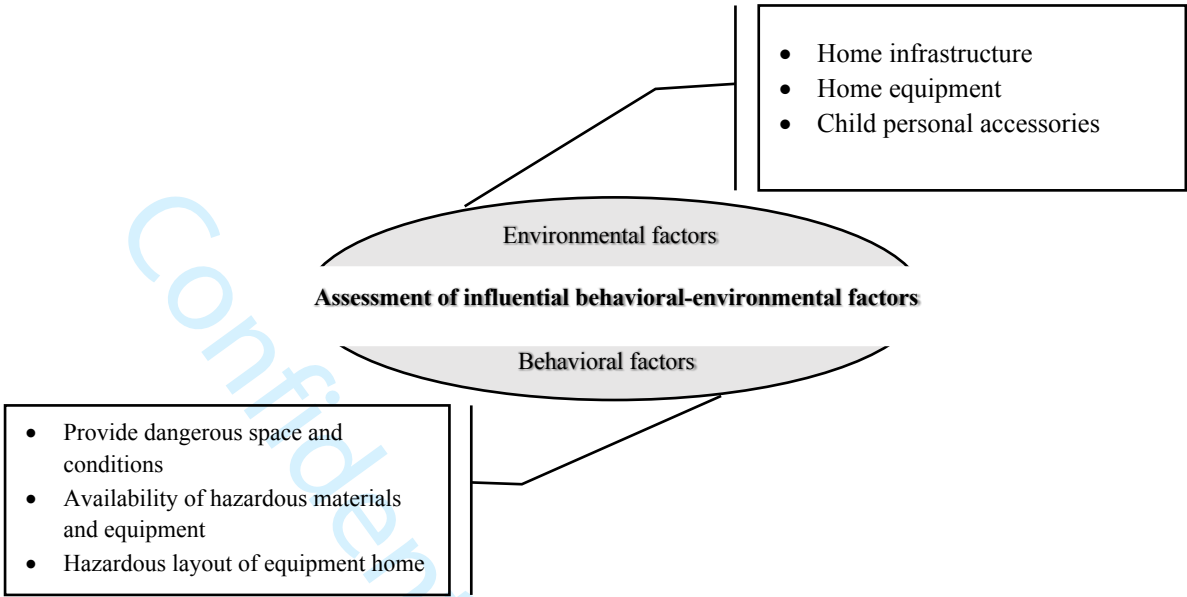 • Home infrastructure
• Home equipment
• Child personal accessories
Environmental factors
Assessment of influential behavioral-environmental factors
Behavioral factors
• Provide dangerous space and
conditions
• Availability of hazardous materials
and equipment
• Hazardous layout of equipment home
Confiden